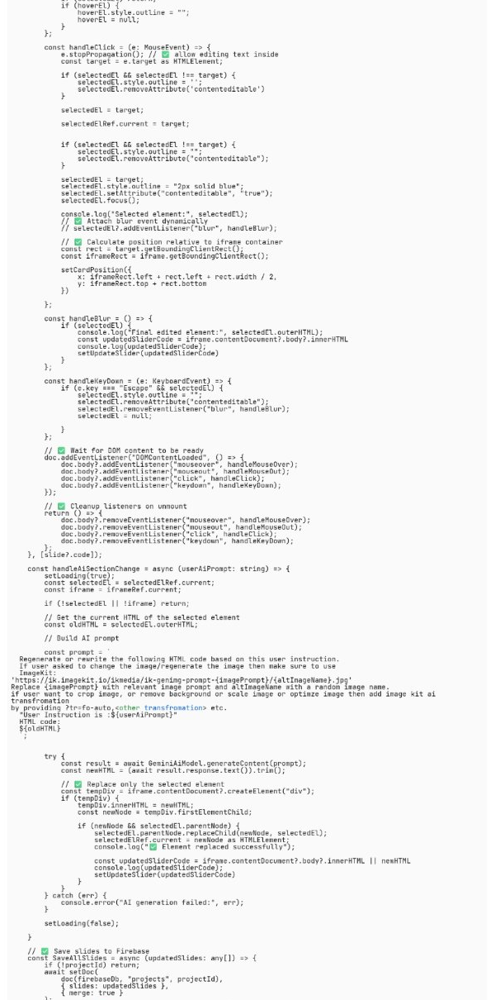 if (hoverEl) {
hoverEl.style.outline = "";
hoverEl = null;
}
};
const handleClick = (e: MouseEvent) => {
e.stopPropagation(); // ✅ allow editing text inside
const target = e.target as HTMLElement;
if (selectedEl && selectedEl !== target) {
selectedEl.style.outline = '';
selectedEl.removeAttribute('contenteditable')
}
selectedEl = target;
selectedElRef.current = target;
if (selectedEl && selectedEl !== target) {
selectedEl.style.outline = "";
selectedEl.removeAttribute("contenteditable");
}
selectedEl = target;
selectedEl.style.outline = "2px solid blue";
selectedEl.setAttribute("contenteditable", "true");
selectedEl.focus();
console.log("Selected element:", selectedEl);
// ✅ Attach blur event dynamically
// selectedEl?.addEventListener("blur", handleBlur);
// ✅ Calculate position relative to iframe container
const rect = target.getBoundingClientRect();
const iframeRect = iframe.getBoundingClientRect();
setCardPosition({
x: iframeRect.left + rect.left + rect.width / 2,
y: iframeRect.top + rect.bottom
})
};
const handleBlur = () => {
if (selectedEl) {
console.log("Final edited element:", selectedEl.outerHTML);
const updatedSliderCode = iframe.contentDocument?.body?.innerHTML
console.log(updatedSliderCode);
setUpdateSlider(updatedSliderCode)
}
};
const handleKeyDown = (e: KeyboardEvent) => {
if (e.key === "Escape" && selectedEl) {
selectedEl.style.outline = "";
selectedEl.removeAttribute("contenteditable");
selectedEl.removeEventListener("blur", handleBlur);
selectedEl = null;
}
};
// ✅ Wait for DOM content to be ready
doc.addEventListener("DOMContentLoaded", () => {
doc.body?.addEventListener("mouseover", handleMouseOver);
doc.body?.addEventListener("mouseout", handleMouseOut);
doc.body?.addEventListener("click", handleClick);
doc.body?.addEventListener("keydown", handleKeyDown);
});
// ✅ Cleanup listeners on unmount
return () => {
doc.body?.removeEventListener("mouseover", handleMouseOver);
doc.body?.removeEventListener("mouseout", handleMouseOut);
doc.body?.removeEventListener("click", handleClick);
doc.body?.removeEventListener("keydown", handleKeyDown);
};
}, [slide?.code]);
const handleAiSectionChange = async (userAiPrompt: string) => {
setLoading(true);
const selectedEl = selectedElRef.current;
const iframe = iframeRef.current;
if (!selectedEl || !iframe) return;
// Get the current HTML of the selected element
const oldHTML = selectedEl.outerHTML;
// Build AI prompt
const prompt = `
Regenerate or rewrite the following HTML code based on this user instruction.
If user asked to change the image/regenerate the image then make sure to use
ImageKit:
'https://ik.imagekit.io/ikmedia/ik-genimg-prompt-{imagePrompt}/{altImageName}.jpg'
Replace {imagePrompt} with relevant image prompt and altImageName with a random image name.
if user want to crop image, or remove background or scale image or optimze image then add image kit ai
transfromation
by providing ?tr=fo-auto,<other transfromation> etc.
"User Instruction is :${userAiPrompt}"
HTML code:
${oldHTML}
`;
try {
const result = await GeminiAiModel.generateContent(prompt);
const newHTML = (await result.response.text()).trim();
// ✅ Replace only the selected element
const tempDiv = iframe.contentDocument?.createElement("div");
if (tempDiv) {
tempDiv.innerHTML = newHTML;
const newNode = tempDiv.firstElementChild;
if (newNode && selectedEl.parentNode) {
selectedEl.parentNode.replaceChild(newNode, selectedEl);
selectedElRef.current = newNode as HTMLElement;
console.log("✅ Element replaced successfully");
const updatedSliderCode = iframe.contentDocument?.body?.innerHTML || newHTML
console.log(updatedSliderCode);
setUpdateSlider(updatedSliderCode)
}
}
} catch (err) {
console.error("AI generation failed:", err);
}
setLoading(false);
}
// ✅ Save slides to Firebase
const SaveAllSlides = async (updatedSlides: any[]) => {
if (!projectId) return;
await setDoc(
doc(firebaseDb, "projects", projectId),
{ slides: updatedSlides },
{ merge: true }